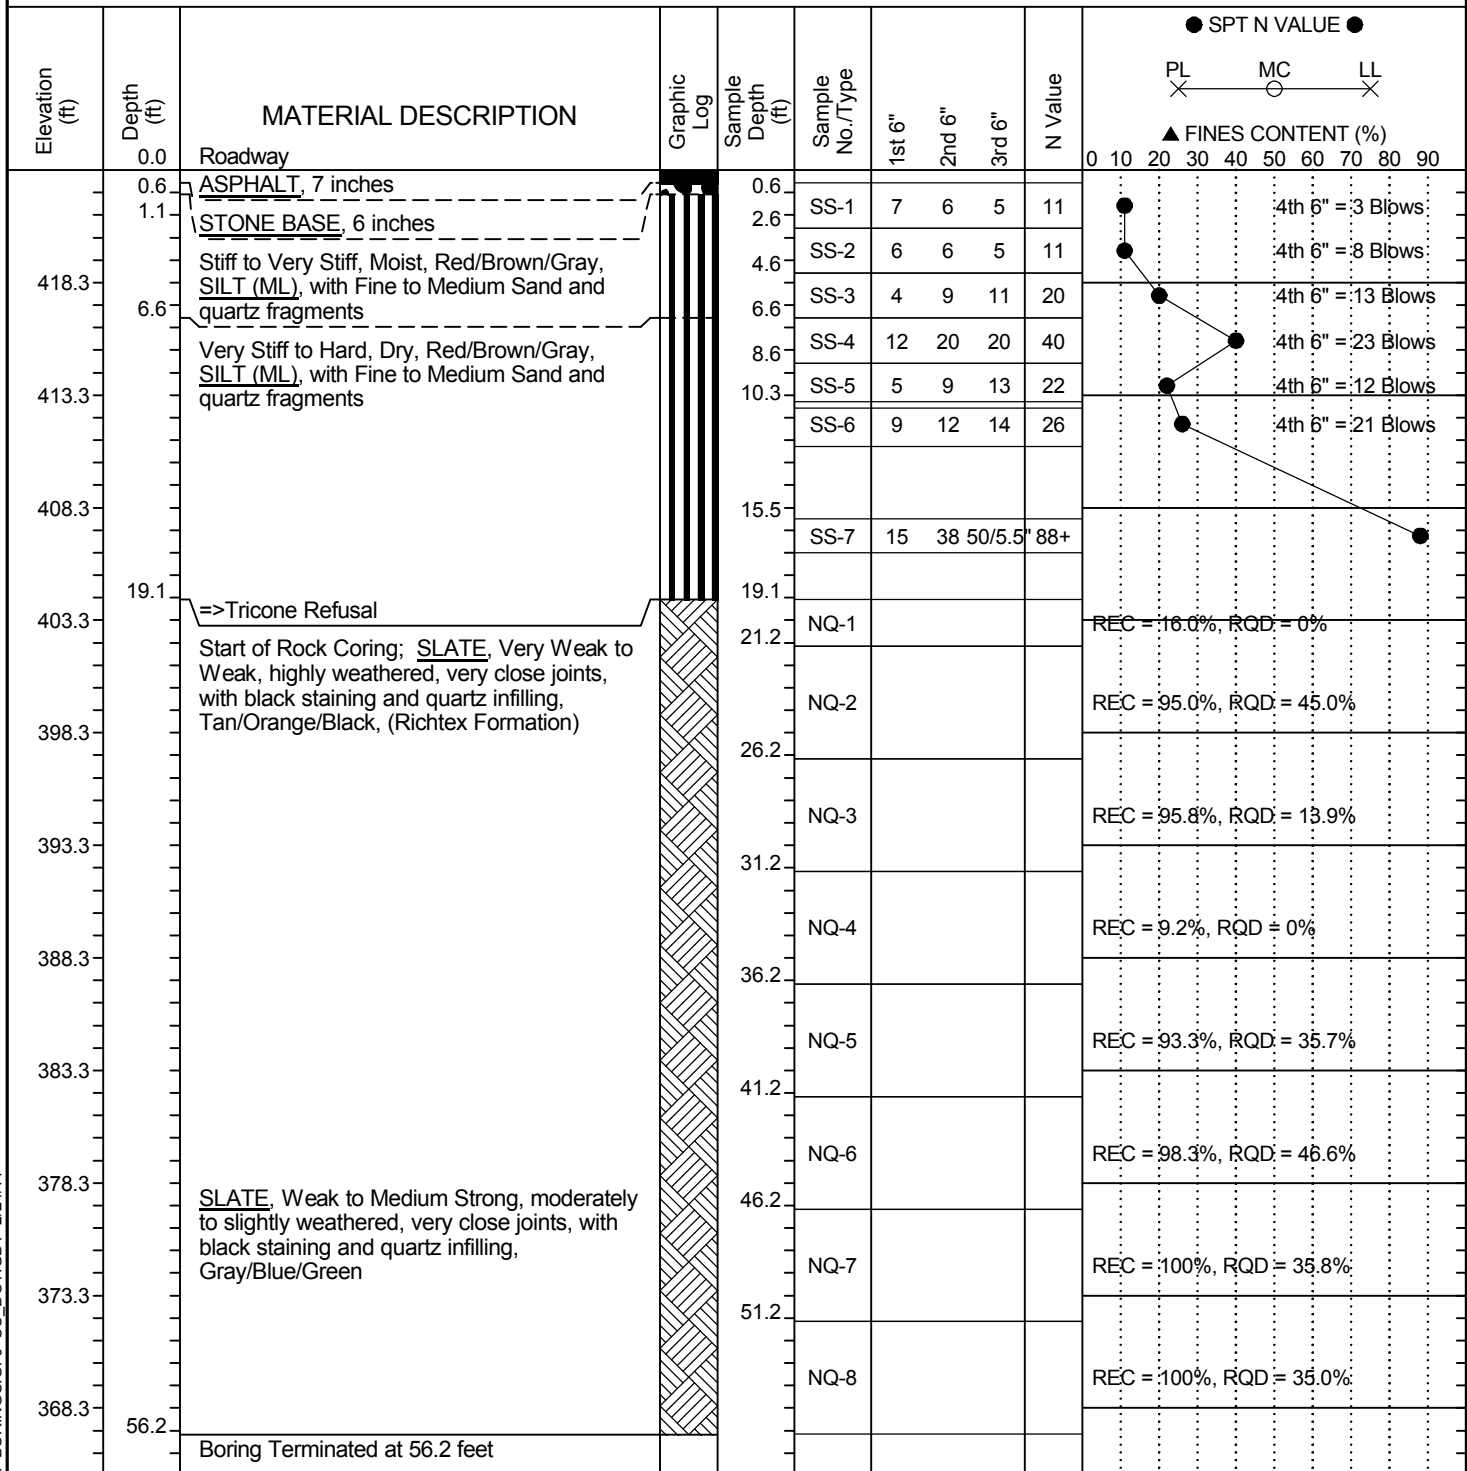 ● SPT N VALUE ●
PL MC LL
▲ FINES CONTENT (%)
Elevation (ft)
Depth (ft)
MATERIAL DESCRIPTION
Graphic Log
Sample Depth (ft)
Sample No./Type
1st 6"
2nd 6"
3rd 6"
N Value
0 10 20 30 40 50 60 70 80 90
0.0 Roadway
0.6 ASPHALT, 7 inches 0.6
1.1
STONE BASE, 6 inches
SS-1 7 6 5 11 4th 6" = 3 Blows
2.6
SS-2 6 6 5 11 4th 6" = 8 Blows
Stiff to Very Stiff, Moist, Red/Brown/Gray,
SILT (ML), with Fine to Medium Sand and
quartz fragments
4.6
418.3
SS-3 4 9 11 20 4th 6" = 13 Blows
6.6 6.6
Very Stiff to Hard, Dry, Red/Brown/Gray,
SILT (ML), with Fine to Medium Sand and
quartz fragments
SS-4 12 20 20 40 4th 6" = 23 Blows
8.6
SS-5 5 9 13 22 4th 6" = 12 Blows
413.3 10.3
SS-6 9 12 14 26 4th 6" = 21 Blows
408.3 15.5
SS-7 15 38 50/5.5" 88+
19.1 19.1
=>Tricone Refusal
403.3 NQ-1 REC = 16.0%, RQD = 0%
21.2
Start of Rock Coring; SLATE, Very Weak to
Weak, highly weathered, very close joints,
with black staining and quartz infilling,
Tan/Orange/Black, (Richtex Formation)
NQ-2 REC = 95.0%, RQD = 45.0%
398.3
26.2
NQ-3 REC = 95.8%, RQD = 13.9%
393.3
31.2
NQ-4 REC = 9.2%, RQD = 0%
388.3
36.2
NQ-5 REC = 93.3%, RQD = 35.7%
383.3
41.2
NQ-6 REC = 98.3%, RQD = 46.6%
378.3
46.2
SLATE, Weak to Medium Strong, moderately
to slightly weathered, very close joints, with
black staining and quartz infilling,
Gray/Blue/Green
NQ-7 REC = 100%, RQD = 35.8%
373.3
51.2
NQ-8 REC = 100%, RQD = 35.0%
368.3
56.2
Boring Terminated at 56.2 feet